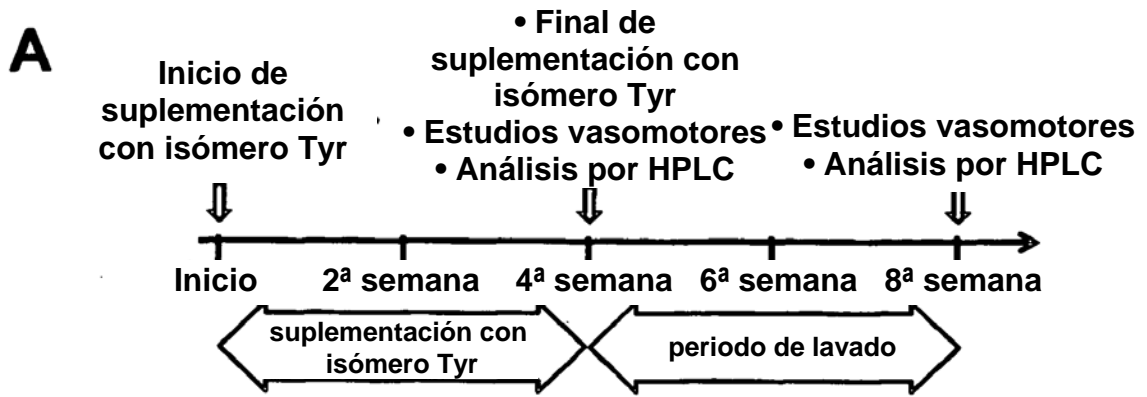 A
Inicio de
suplementación
con isómero Tyr
• Final de
suplementación con
isómero Tyr
• Estudios vasomotores
• Análisis por HPLC
• Estudios vasomotores
• Análisis por HPLC
Inicio
2ª semana
4ª semana
6ª semana
8ª semana
suplementación con
isómero Tyr
periodo de lavado